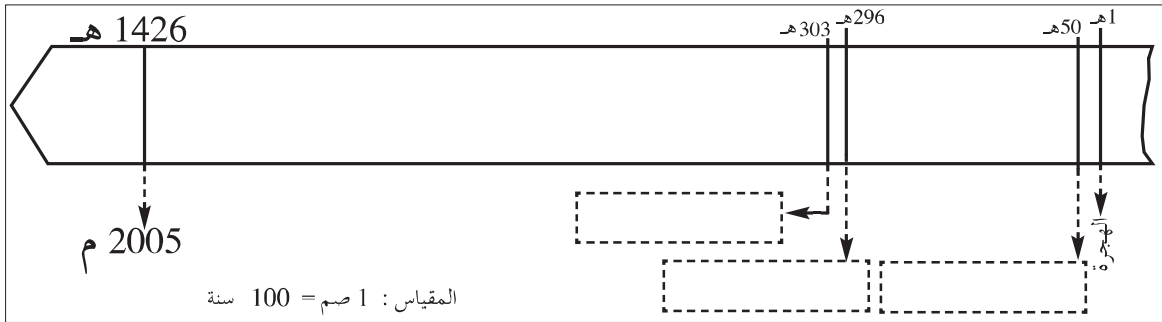 1هـ
50هـ
296هـ
303هـ
1426 هـ
الهجرة
2005 م
المقياس : 1 صم = 100 سنة